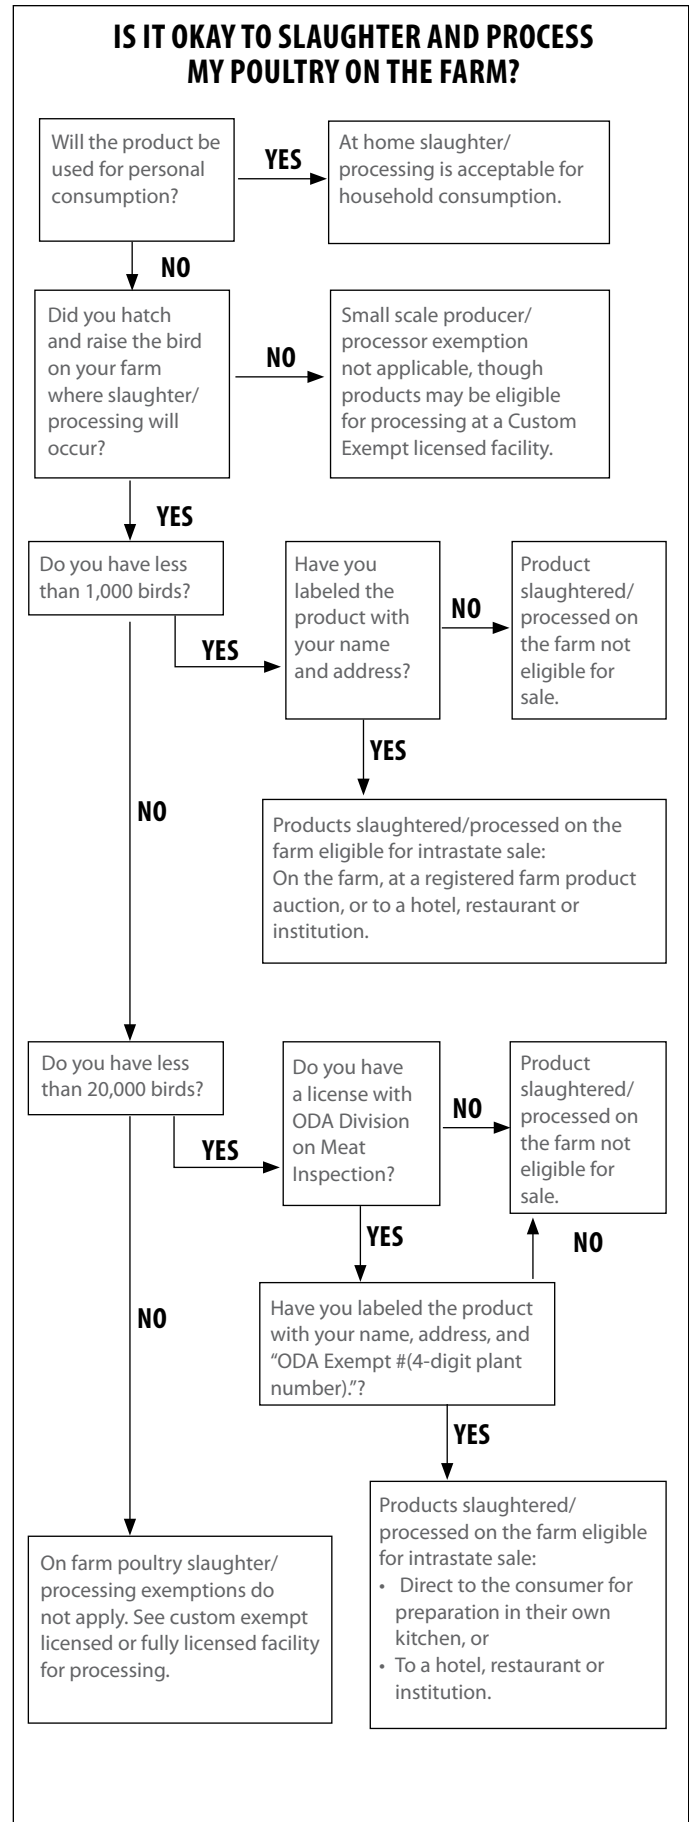 IS IT OKAY TO SLAUGHTER AND PROCESS
MY POULTRY ON THE FARM?
Will the product be
used for personal
consumption?
YES
At home slaughter/
processing is acceptable for
household consumption.
NO
Did you hatch
and raise the bird
on your farm
where slaughter/
processing will
occur?
NO
Small scale producer/
processor exemption
not applicable, though
products may be eligible
for processing at a Custom
Exempt licensed facility.
YES
Do you have less
than 1,000 birds?
YES
Have you
labeled the
product with
your name
and address?
NO
Product
slaughtered/
processed on
the farm not
eligible for
sale.
YES
NO
Products slaughtered/processed on the
farm eligible for intrastate sale:
On the farm, at a registered farm product
auction, or to a hotel, restaurant or
institution.
Do you have less
than 20,000 birds?
YES
Do you have
a license with
ODA Division
on Meat
Inspection?
NO
Product
slaughtered/
processed on
the farm not
eligible for
sale.
YES
NO
NO
Have you labeled the product
with your name, address, and
“ODA Exempt #(4-digit plant
number).”?
YES
On farm poultry slaughter/
processing exemptions do
not apply. See custom exempt
licensed or fully licensed facility
for processing.
Products slaughtered/
processed on the farm eligible
for intrastate sale:
• Direct to the consumer for
preparation in their own
kitchen, or
• To a hotel, restaurant or
institution.